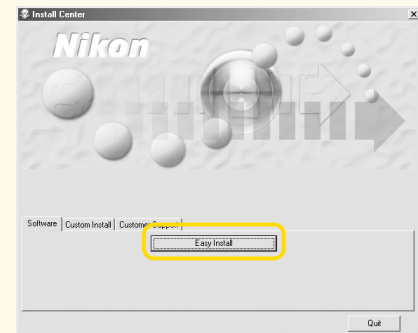 Install Center
Nikon
Software Custom Install Customer Support
Easy Install
Quit